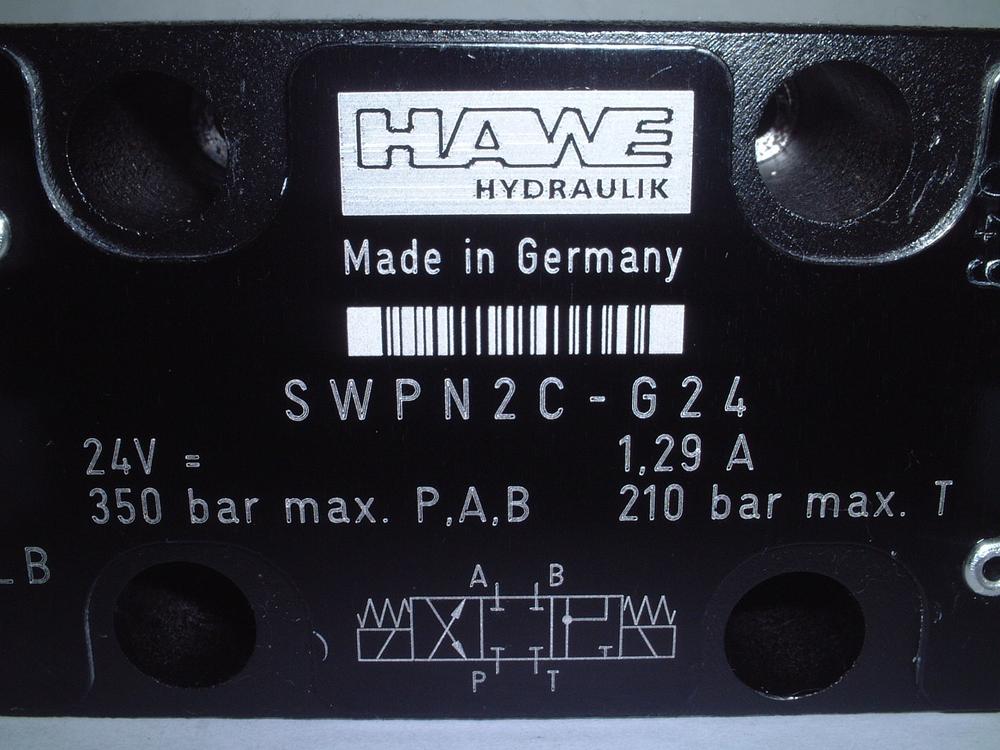 HAWE
HYDRAULIK
Made in Germany
SWPN2C-G24
24V = 1,29 A
350 bar max. P,A,B 210 bar max. T
B
A B
P T